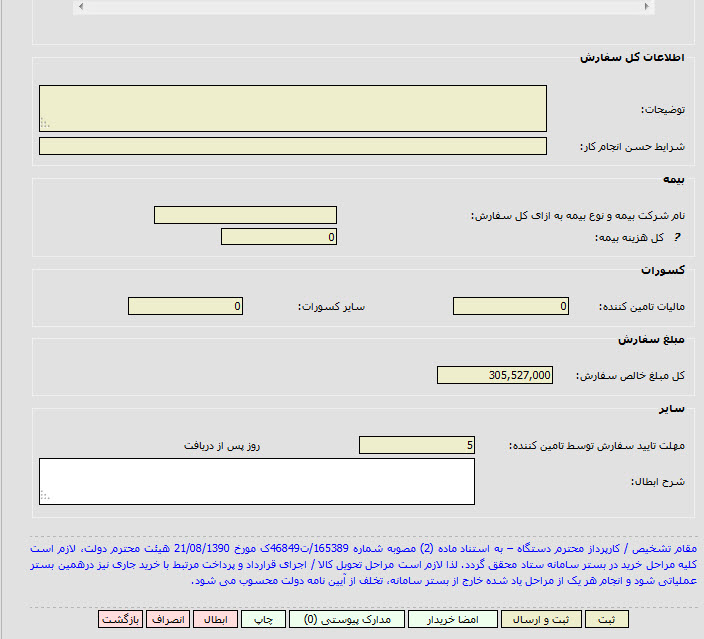 اطلاعات کل سفارش
توضیحات:
شرایط حسن انجام کار:
بیمه
نام شرکت بیمه و نوع بیمه به ازای کل سفارش:
? کل هزینه بیمه: 0
کسورات
مالیات تامین کننده: 0 سایر کسورات: 0
مبلغ سفارش
کل مبلغ خالص سفارش: 305,527,000
سایر
مهلت تایید سفارش توسط تامین کننده: 5 روز پس از دریافت
شرح ابطال:
مقام تشخیص / کارپرداز محترم دستگاه – به استناد ماده (2) مصوبه شماره 165389/ت46849ک مورخ 21/08/1390 هیئت محترم دولت، لازم است
کلیه مراحل خرید در بستر سامانه ستاد محقق گردد. لذا لازم است مراحل تحویل کالا / اجرای قرارداد و پرداخت مرتبط با خرید جاری نیز درهمین بستر
عملیاتی شود و انجام هر یک از مراحل یاد شده خارج از بستر سامانه، تخلف از آیین نامه دولت محسوب می شود.
ثبت ثبت و ارسال امضا خریدار مدارک پیوستی (0) چاپ ابطال انصراف بازگشت